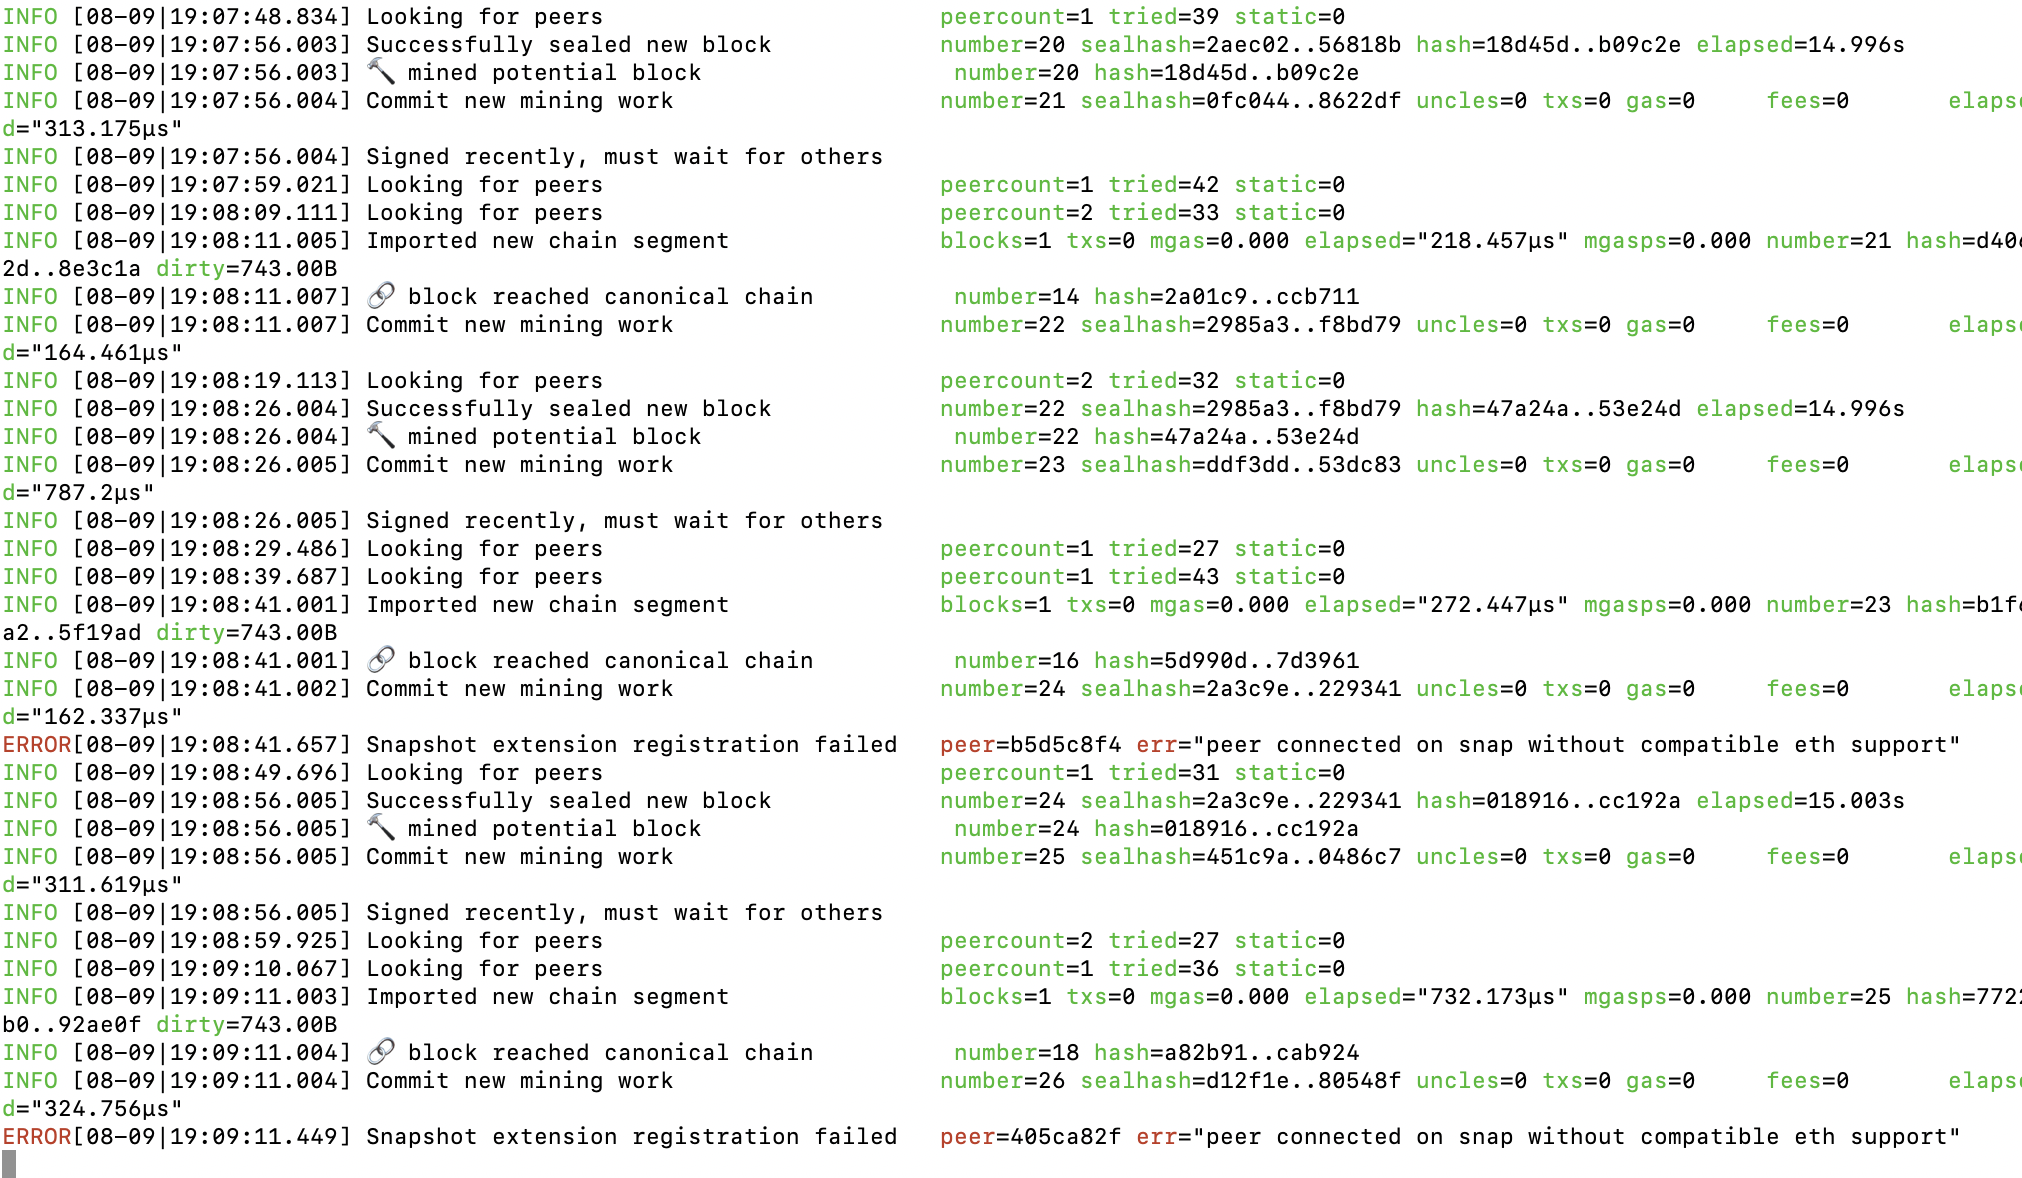 INFO [08-09|19:07:48.834] Looking for peers                        peercount=1 tried=39 static=0
INFO [08-09|19:07:56.003] Successfully sealed new block            number=20 sealhash=2aec02..56818b hash=18d45d..b09c2e elapsed=14.996s
INFO [08-09|19:07:56.003] 🔨 mined potential block                  number=20 hash=18d45d..b09c2e
INFO [08-09|19:07:56.004] Commit new mining work                   number=21 sealhash=0fc044..8622df uncles=0 txs=0 gas=0     fees=0       elapse
d="313.175µs"
INFO [08-09|19:07:56.004] Signed recently, must wait for others
INFO [08-09|19:07:59.021] Looking for peers                        peercount=1 tried=42 static=0
INFO [08-09|19:08:09.111] Looking for peers                        peercount=2 tried=33 static=0
INFO [08-09|19:08:11.005] Imported new chain segment               blocks=1 txs=0 mgas=0.000 elapsed="218.457µs" mgasps=0.000 number=21 hash=d406
2d..8e3c1a dirty=743.00B
INFO [08-09|19:08:11.007] 🔗 block reached canonical chain          number=14 hash=2a01c9..ccb711
INFO [08-09|19:08:11.007] Commit new mining work                   number=22 sealhash=2985a3..f8bd79 uncles=0 txs=0 gas=0     fees=0       elapse
d="164.461µs"
INFO [08-09|19:08:19.113] Looking for peers                        peercount=2 tried=32 static=0
INFO [08-09|19:08:26.004] Successfully sealed new block            number=22 sealhash=2985a3..f8bd79 hash=47a24a..53e24d elapsed=14.996s
INFO [08-09|19:08:26.004] 🔨 mined potential block                  number=22 hash=47a24a..53e24d
INFO [08-09|19:08:26.005] Commit new mining work                   number=23 sealhash=ddf3dd..53dc83 uncles=0 txs=0 gas=0     fees=0       elapse
d="787.2µs"
INFO [08-09|19:08:26.005] Signed recently, must wait for others
INFO [08-09|19:08:29.486] Looking for peers                        peercount=1 tried=27 static=0
INFO [08-09|19:08:39.687] Looking for peers                        peercount=1 tried=43 static=0
INFO [08-09|19:08:41.001] Imported new chain segment               blocks=1 txs=0 mgas=0.000 elapsed="272.447µs" mgasps=0.000 number=23 hash=b1f6
a2..5f19ad dirty=743.00B
INFO [08-09|19:08:41.001] 🔗 block reached canonical chain          number=16 hash=5d990d..7d3961
INFO [08-09|19:08:41.002] Commit new mining work                   number=24 sealhash=2a3c9e..229341 uncles=0 txs=0 gas=0     fees=0       elapse
d="162.337µs"
ERROR[08-09|19:08:41.657] Snapshot extension registration failed   peer=b5d5c8f4 err="peer connected on snap without compatible eth support"
INFO [08-09|19:08:49.696] Looking for peers                        peercount=1 tried=31 static=0
INFO [08-09|19:08:56.005] Successfully sealed new block            number=24 sealhash=2a3c9e..229341 hash=018916..cc192a elapsed=15.003s
INFO [08-09|19:08:56.005] 🔨 mined potential block                  number=24 hash=018916..cc192a
INFO [08-09|19:08:56.005] Commit new mining work                   number=25 sealhash=451c9a..0486c7 uncles=0 txs=0 gas=0     fees=0       elapse
d="311.619µs"
INFO [08-09|19:08:56.005] Signed recently, must wait for others
INFO [08-09|19:08:59.925] Looking for peers                        peercount=2 tried=27 static=0
INFO [08-09|19:09:10.067] Looking for peers                        peercount=1 tried=36 static=0
INFO [08-09|19:09:11.003] Imported new chain segment               blocks=1 txs=0 mgas=0.000 elapsed="732.173µs" mgasps=0.000 number=25 hash=7722
b0..92ae0f dirty=743.00B
INFO [08-09|19:09:11.004] 🔗 block reached canonical chain          number=18 hash=a82b91..cab924
INFO [08-09|19:09:11.004] Commit new mining work                   number=26 sealhash=d12f1e..80548f uncles=0 txs=0 gas=0     fees=0       elapse
d="324.756µs"
ERROR[08-09|19:09:11.449] Snapshot extension registration failed   peer=405ca82f err="peer connected on snap without compatible eth support"